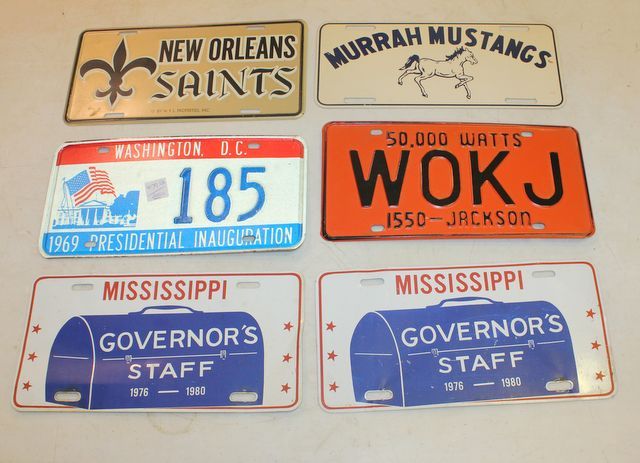 NEW ORLEANS
SAINTS
MURRAH MUSTANGS
WASHINGTON, D.C.
185
1969 PRESIDENTIAL INAUGURATION
50,000 WATTS
WOKJ
1550-JACKSON
MISSISSIPPI
GOVERNOR'S
STAFF
1976 — 1980
MISSISSIPPI
GOVERNOR'S
STAFF
1976 — 1980